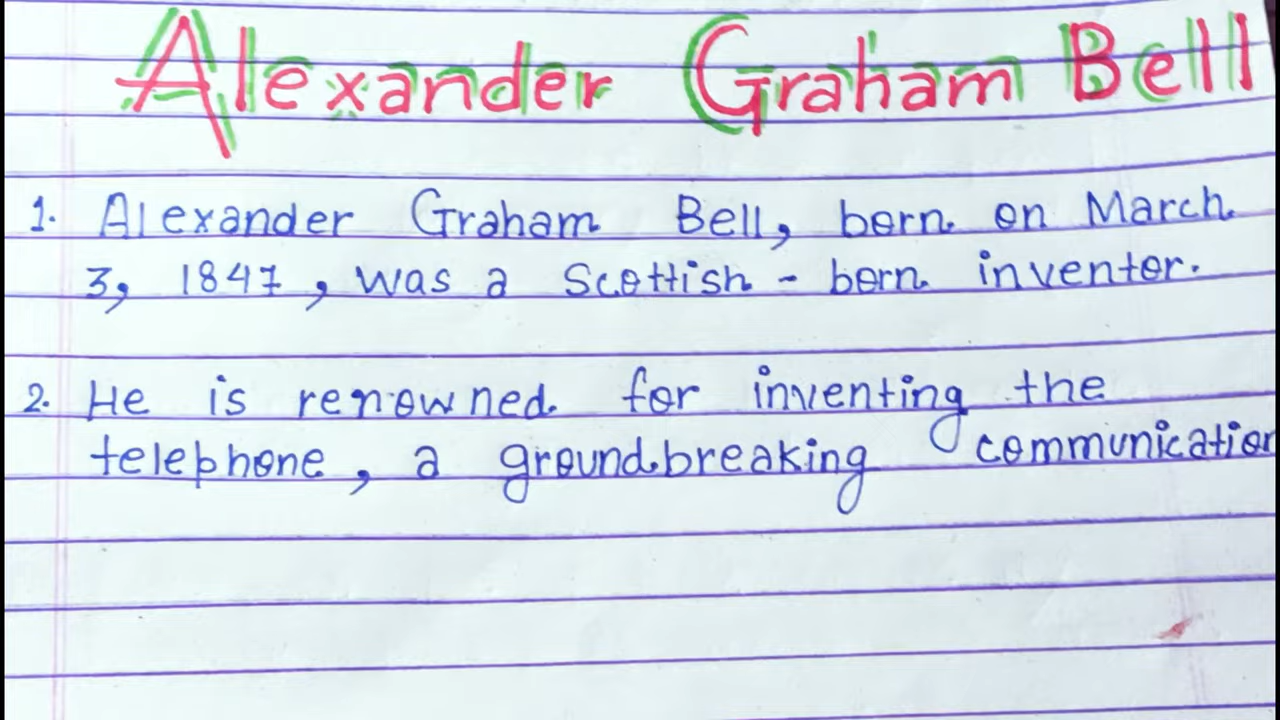 Alexander Graham Bell
1. Alexander Graham Bell, born on March
3, 1847, was a Scottish - born inventor.
2. He is renowned for inventing the
telephone, a groundbreaking communication